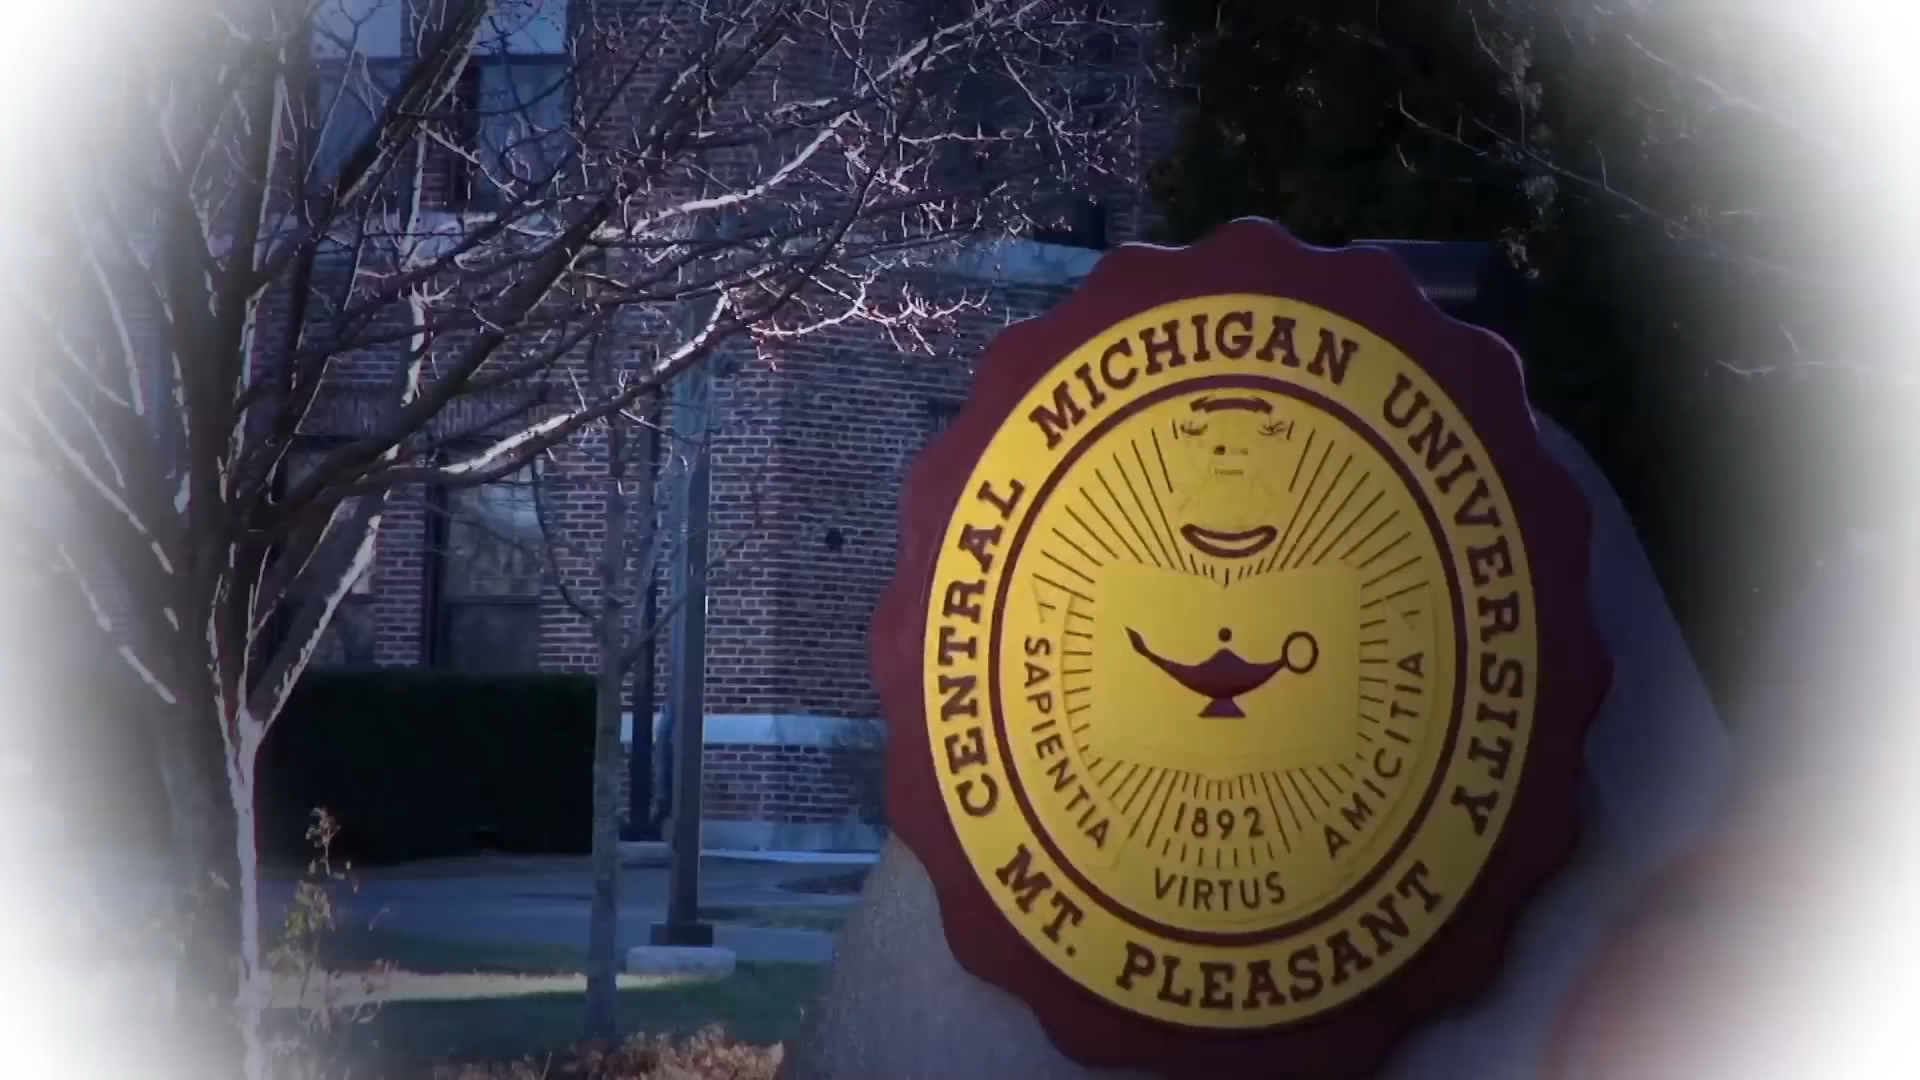 CENTRAL MICHIGAN UNIVERSITY
SAPIENTIA
AMICITIA
1892
VIRTUS
MT. PLEASANT